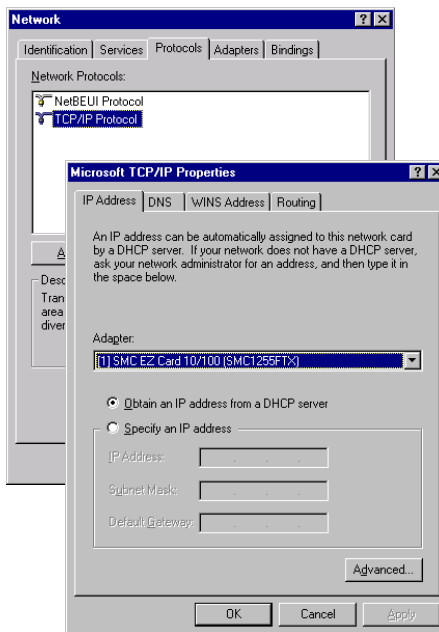 Network
Identification Services Protocols Adapters Bindings
Network Protocols:
NetBEUI Protocol
TCP/IP Protocol
A
Desc
Tran
area
diver
Microsoft TCP/IP Properties
IP Address DNS WINS Address Routing
An IP address can be automatically assigned to this network card
by a DHCP server. If your network does not have a DHCP server,
ask your network administrator for an address, and then type it in
the space below.
Adapter:
[1] SMC EZ Card 10/100 (SMC1255FTX)
Obtain an IP address from a DHCP server
Specify an IP address
IP Address:
Subnet Mask:
Default Gateway:
Advanced...
OK Cancel Apply